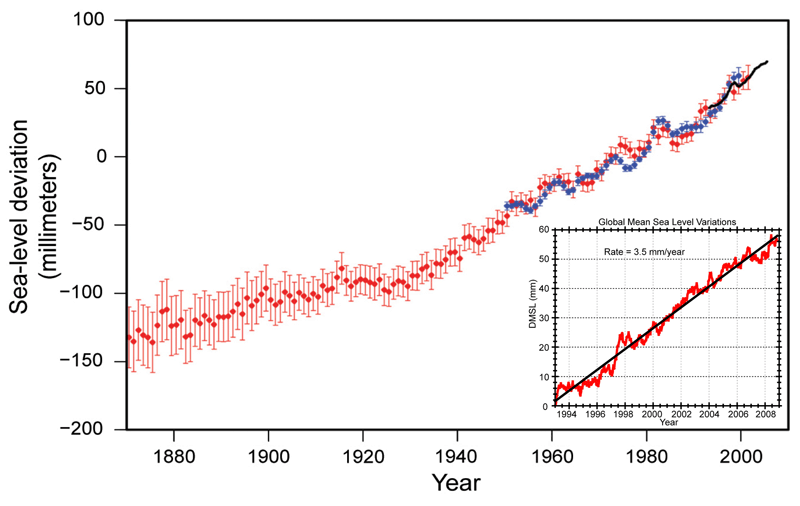 100
50
0
−50
−100
−150
−200
Sea-level deviation
(millimeters)
1880 1900 1920 1940 1960 1980 2000
Year
Global Mean Sea Level Variations
Rate = 3.5 mm/year
60
50
40
30
20
10
0
DMSL (mm)
1994 1996 1998 2000 2002 2004 2006 2008
Year